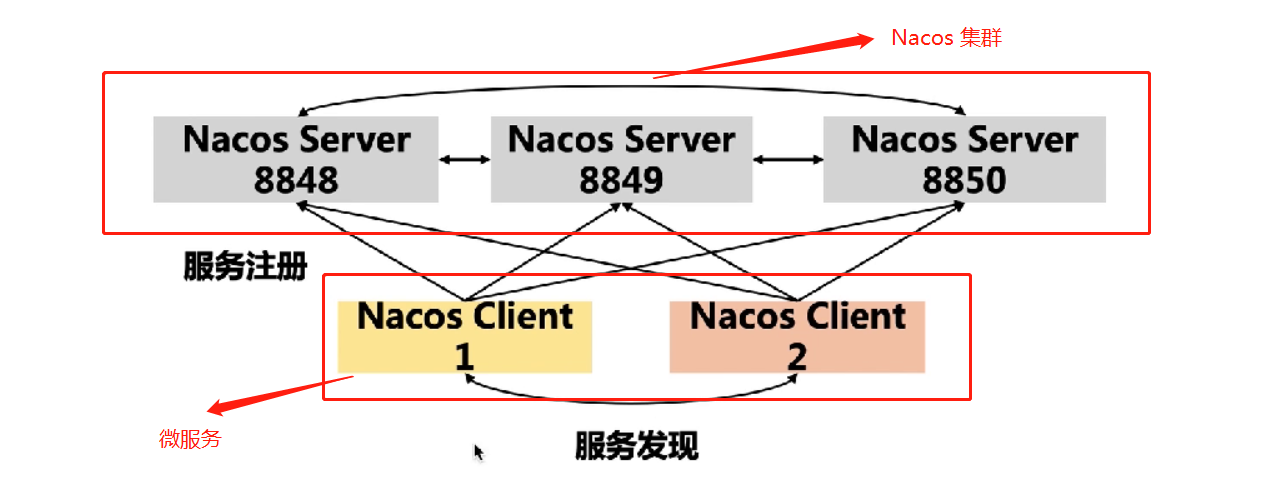 Nacos 集群
Nacos Server
8848
Nacos Server
8849
Nacos Server
8850
服务注册
Nacos Client
1
Nacos Client
2
微服务
服务发现